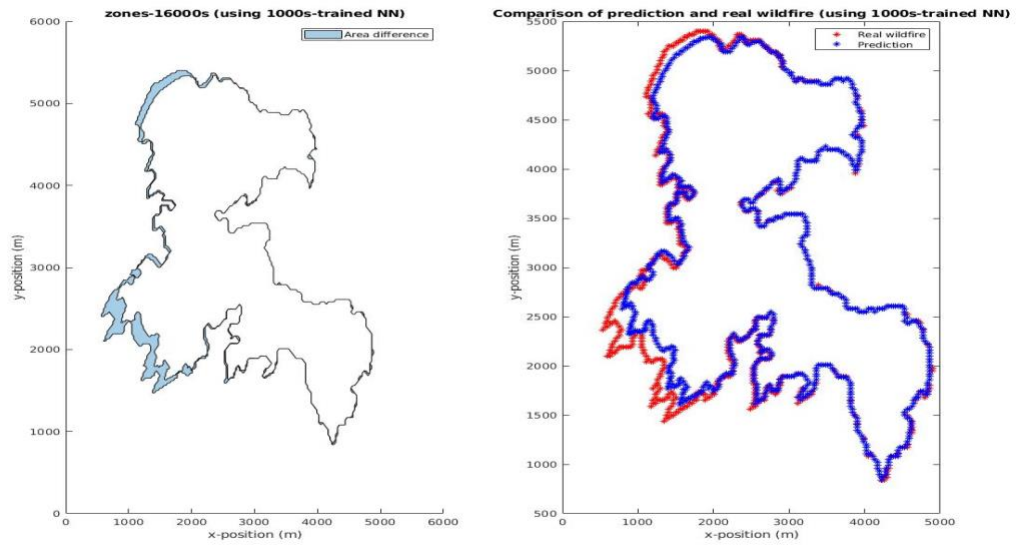 zones-16000s (using 1000s-trained NN)
Area difference
6000
5000
4000
3000
2000
1000
0
y-position (m)
0 1000 2000 3000 4000 5000 6000
x-position (m)
Comparison of prediction and real wildfire (using 1000s-trained NN)
Real wildfire
Prediction
5500
5000
4500
4000
3500
3000
2500
2000
1500
1000
500
y-position (m)
0 1000 2000 3000 4000 5000
x-position (m)